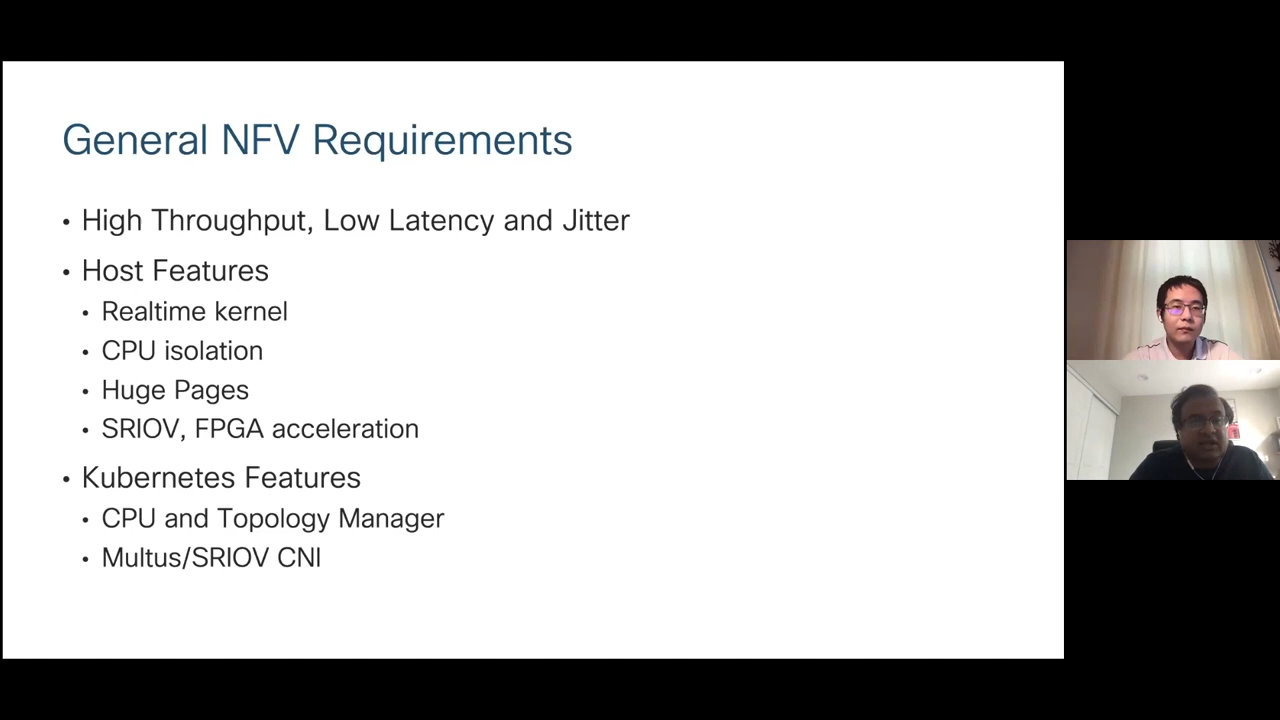 General NFV Requirements
• High Throughput, Low Latency and Jitter
• Host Features
• Realtime kernel
• CPU isolation
• Huge Pages
• SRIOV, FPGA acceleration
• Kubernetes Features
• CPU and Topology Manager
• Multus/SRIOV CNI